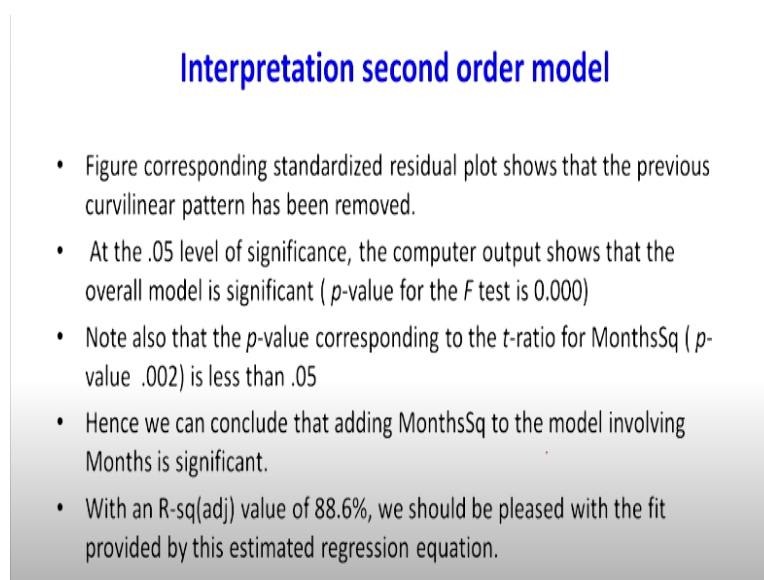 Interpretation second order model
• Figure corresponding standardized residual plot shows that the previous
curvilinear pattern has been removed.
• At the .05 level of significance, the computer output shows that the
overall model is significant ( p-value for the F test is 0.000)
• Note also that the p-value corresponding to the t-ratio for MonthsSq ( p-
value .002) is less than .05
• Hence we can conclude that adding MonthsSq to the model involving
Months is significant.
• With an R-sq(adj) value of 88.6%, we should be pleased with the fit
provided by this estimated regression equation.